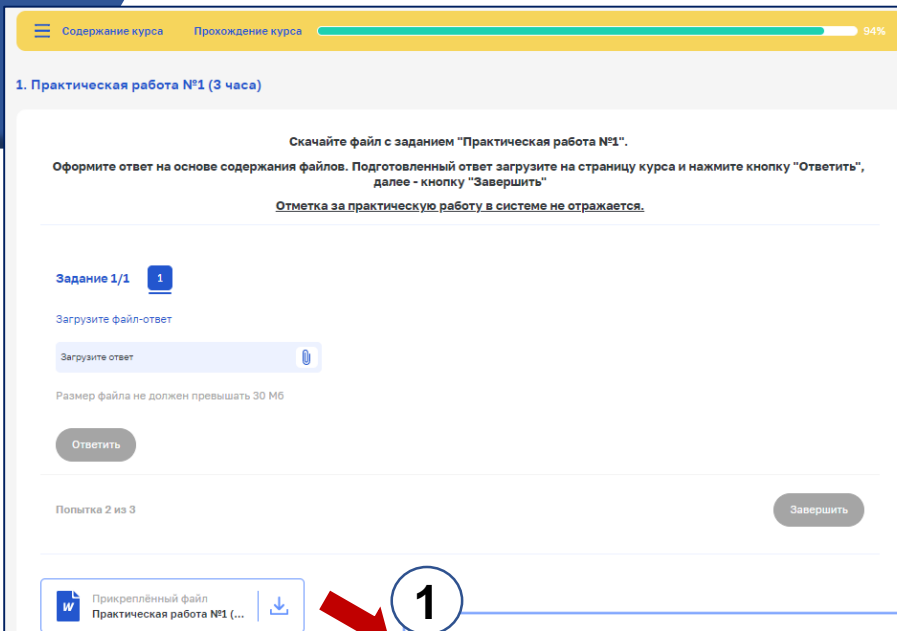 Содержание курса Прохождение курса 94%
1. Практическая работа №1 (3 часа)
Скачайте файл с заданием "Практическая работа №1".
Оформите ответ на основе содержания файлов. Подготовленный ответ загрузите на страницу курса и нажмите кнопку "Ответить",
далее - кнопку "Завершить"
Отметка за практическую работу в системе не отражается.
Задание 1/1 1
Загрузите файл-ответ
Загрузите ответ
Размер файла не должен превышать 30 Мб
Ответить
Попытка 2 из 3
Завершить
W
Прикреплённый файл
Практическая работа №1 (...
1